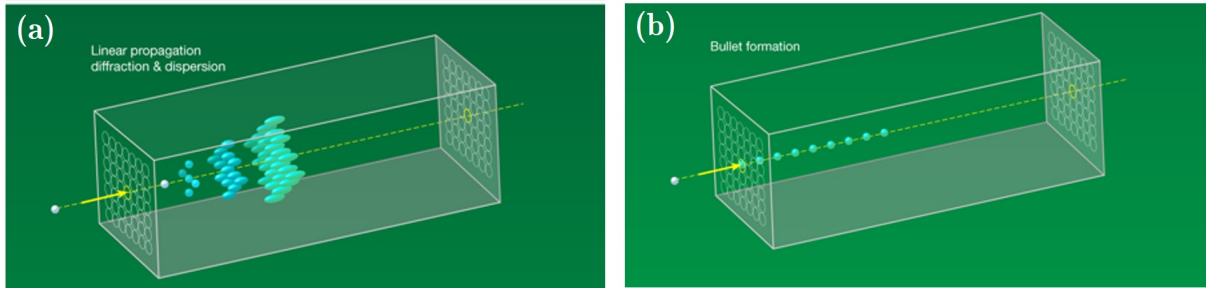 (a)
Linear propagation
diffraction & dispersion
(b)
Bullet formation